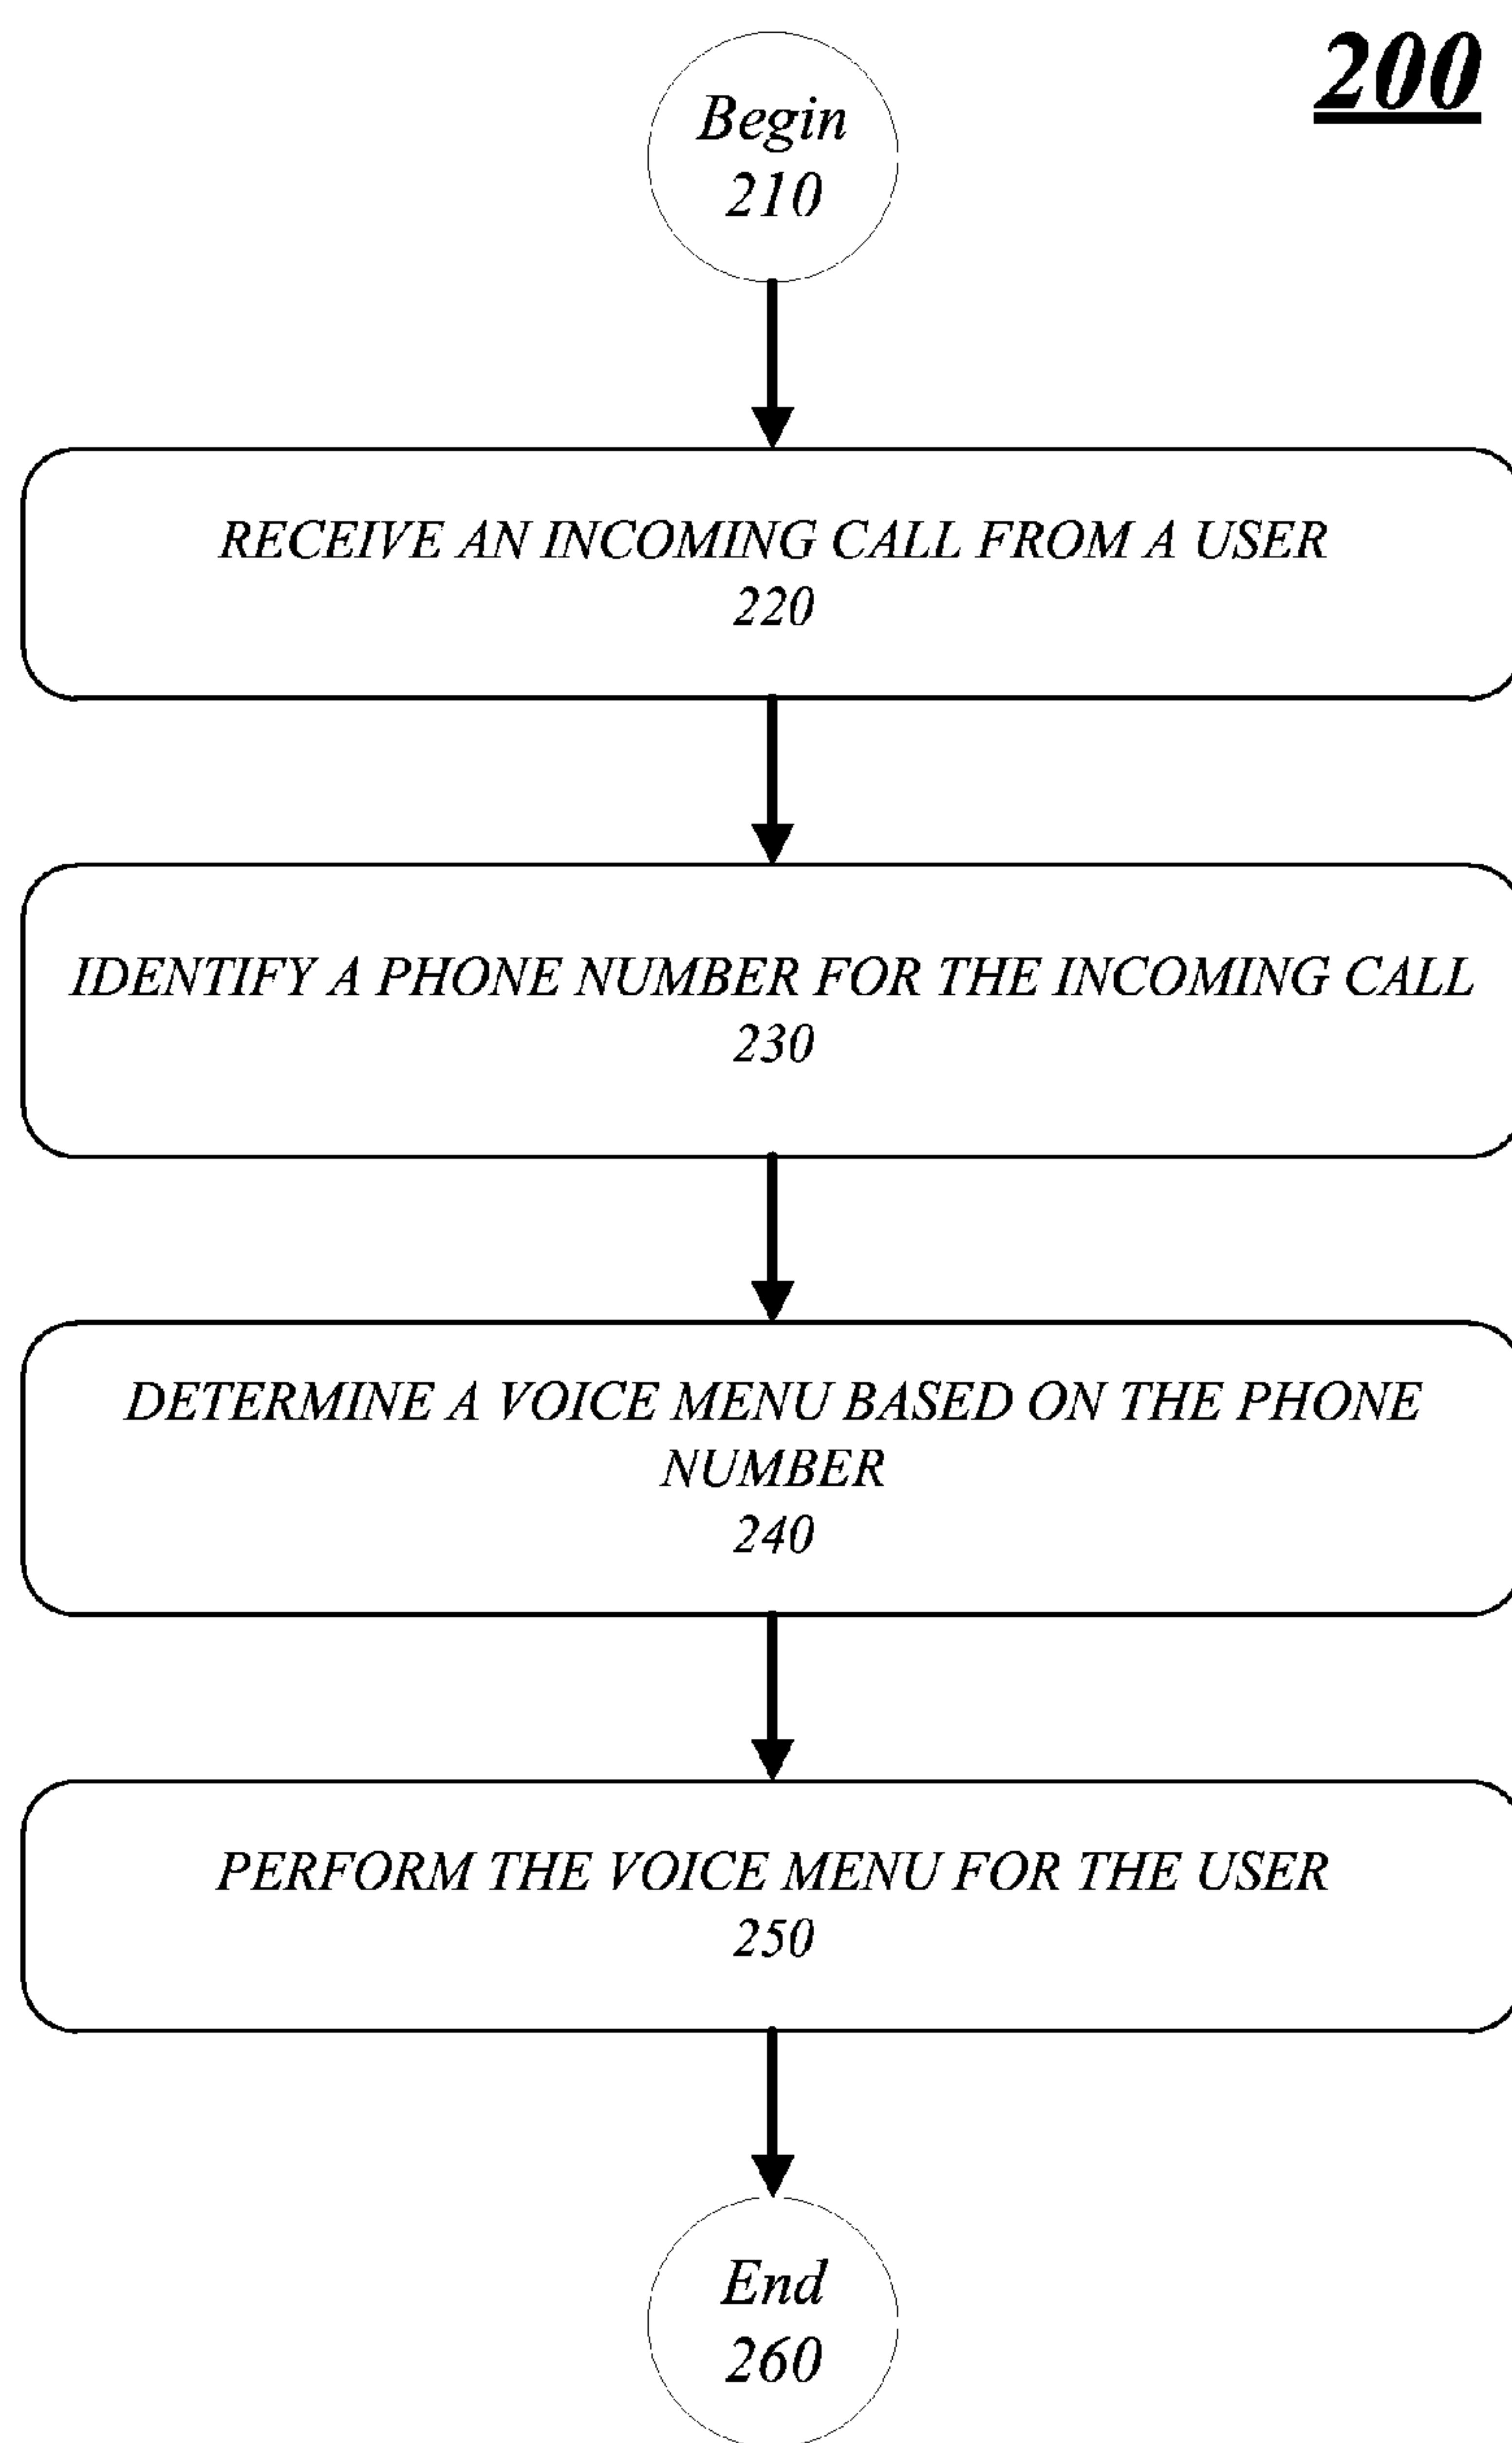 200
Begin
210
RECEIVE AN INCOMING CALL FROM A USER
220
IDENTIFY A PHONE NUMBER FOR THE INCOMING CALL
230
DETERMINE A VOICE MENU BASED ON THE PHONE
NUMBER
240
PERFORM THE VOICE MENU FOR THE USER
250
End
260